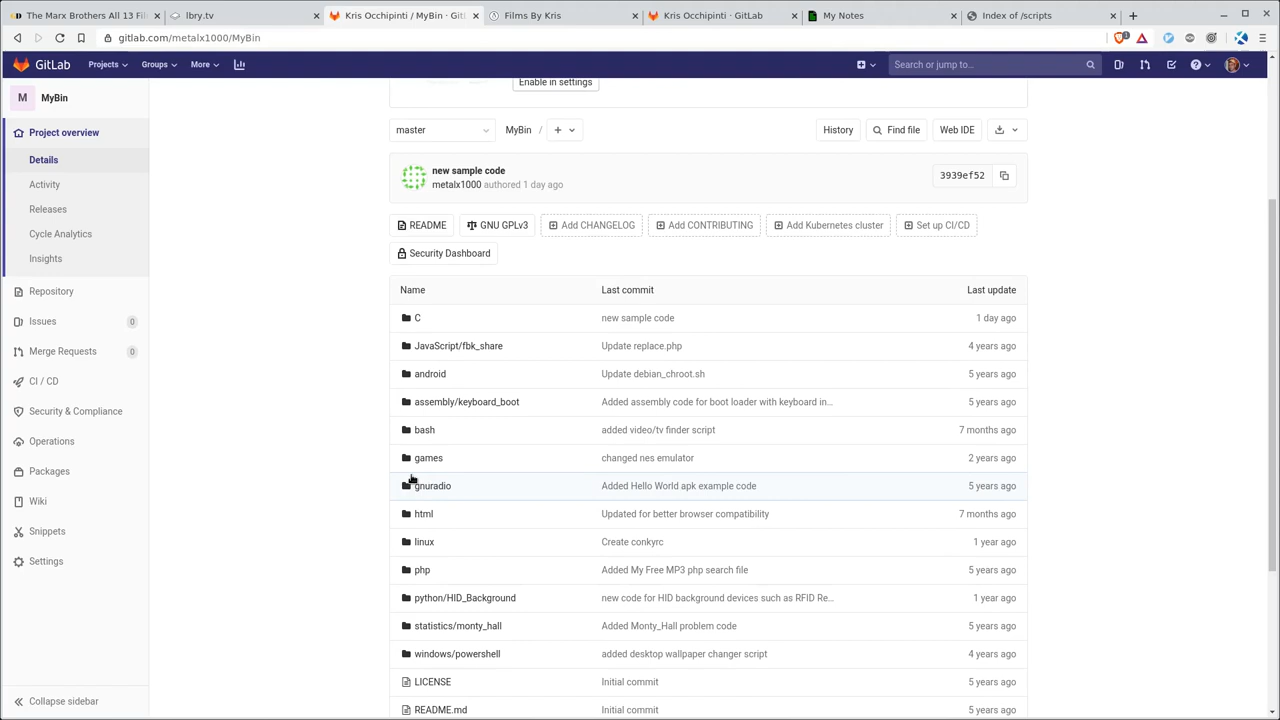 The Marx Brothers All 13 Fil
lbry.tv
Kris Occhipinti / MyBin · Git
Films By Kris
Kris Occhipinti · GitLab
My Notes
Index of /scripts
gitlab.com/metalx1000/MyBin
1
GitLab
Projects
Groups
More
Search or jump to...
M
MyBin
Enable in settings
Project overview
master
MyBin /
History
Find file
Web IDE
Details
new sample code
metalx1000 authored 1 day ago
3939ef52
Activity
Releases
README
GNU GPLv3
Add CHANGELOG
Add CONTRIBUTING
Add Kubernetes cluster
Set up CI/CD
Cycle Analytics
Security Dashboard
Insights
Repository
Name
Last commit
Last update
Issues
0
C
new sample code
1 day ago
Merge Requests
0
JavaScript/fbk_share
Update replace.php
4 years ago
CI / CD
android
Update debian_chroot.sh
5 years ago
Security & Compliance
assembly/keyboard_boot
Added assembly code for boot loader with keyboard in...
5 years ago
Operations
bash
added video/tv finder script
7 months ago
Packages
games
changed nes emulator
2 years ago
Wiki
gnuradio
Added Hello World apk example code
5 years ago
Snippets
html
Updated for better browser compatibility
7 months ago
Settings
linux
Create conkyrc
1 year ago
php
Added My Free MP3 php search file
5 years ago
python/HID_Background
new code for HID background devices such as RFID Re...
1 year ago
statistics/monty_hall
Added Monty_Hall problem code
5 years ago
windows/powershell
added desktop wallpaper changer script
4 years ago
LICENSE
Initial commit
5 years ago
Collapse sidebar
README.md
Initial commit
5 years ago